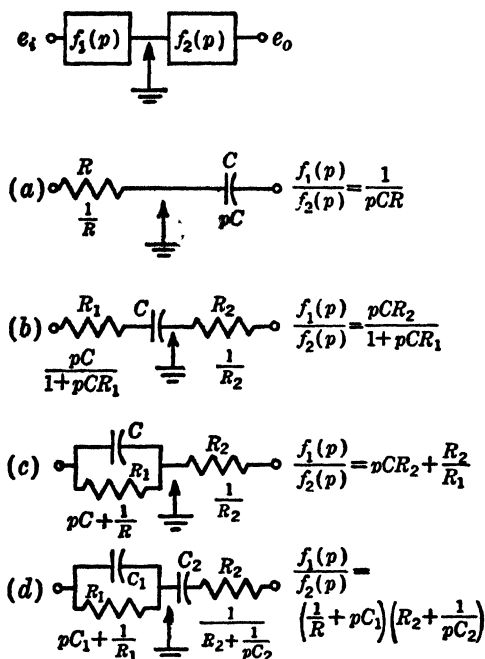 eᵢ f₁(p) f₂(p) eₒ
(a) R C f₁(p)/f₂(p) = 1/pCR
1/R pC
(b) R₁ C R₂ f₁(p)/f₂(p) = pCR₂/1+pCR₁
pC/1+pCR₁ 1/R₂
(c) C R₁ R₂ f₁(p)/f₂(p) = pCR₂ + R₂/R₁
pC + 1/R 1/R₂
(d) C₁ R₁ C₂ R₂ f₁(p)/f₂(p) =
pC₁ + 1/R₁ 1/R₂ + 1/pC₂ (1/R + pC₁)(R₂ + 1/pC₂)